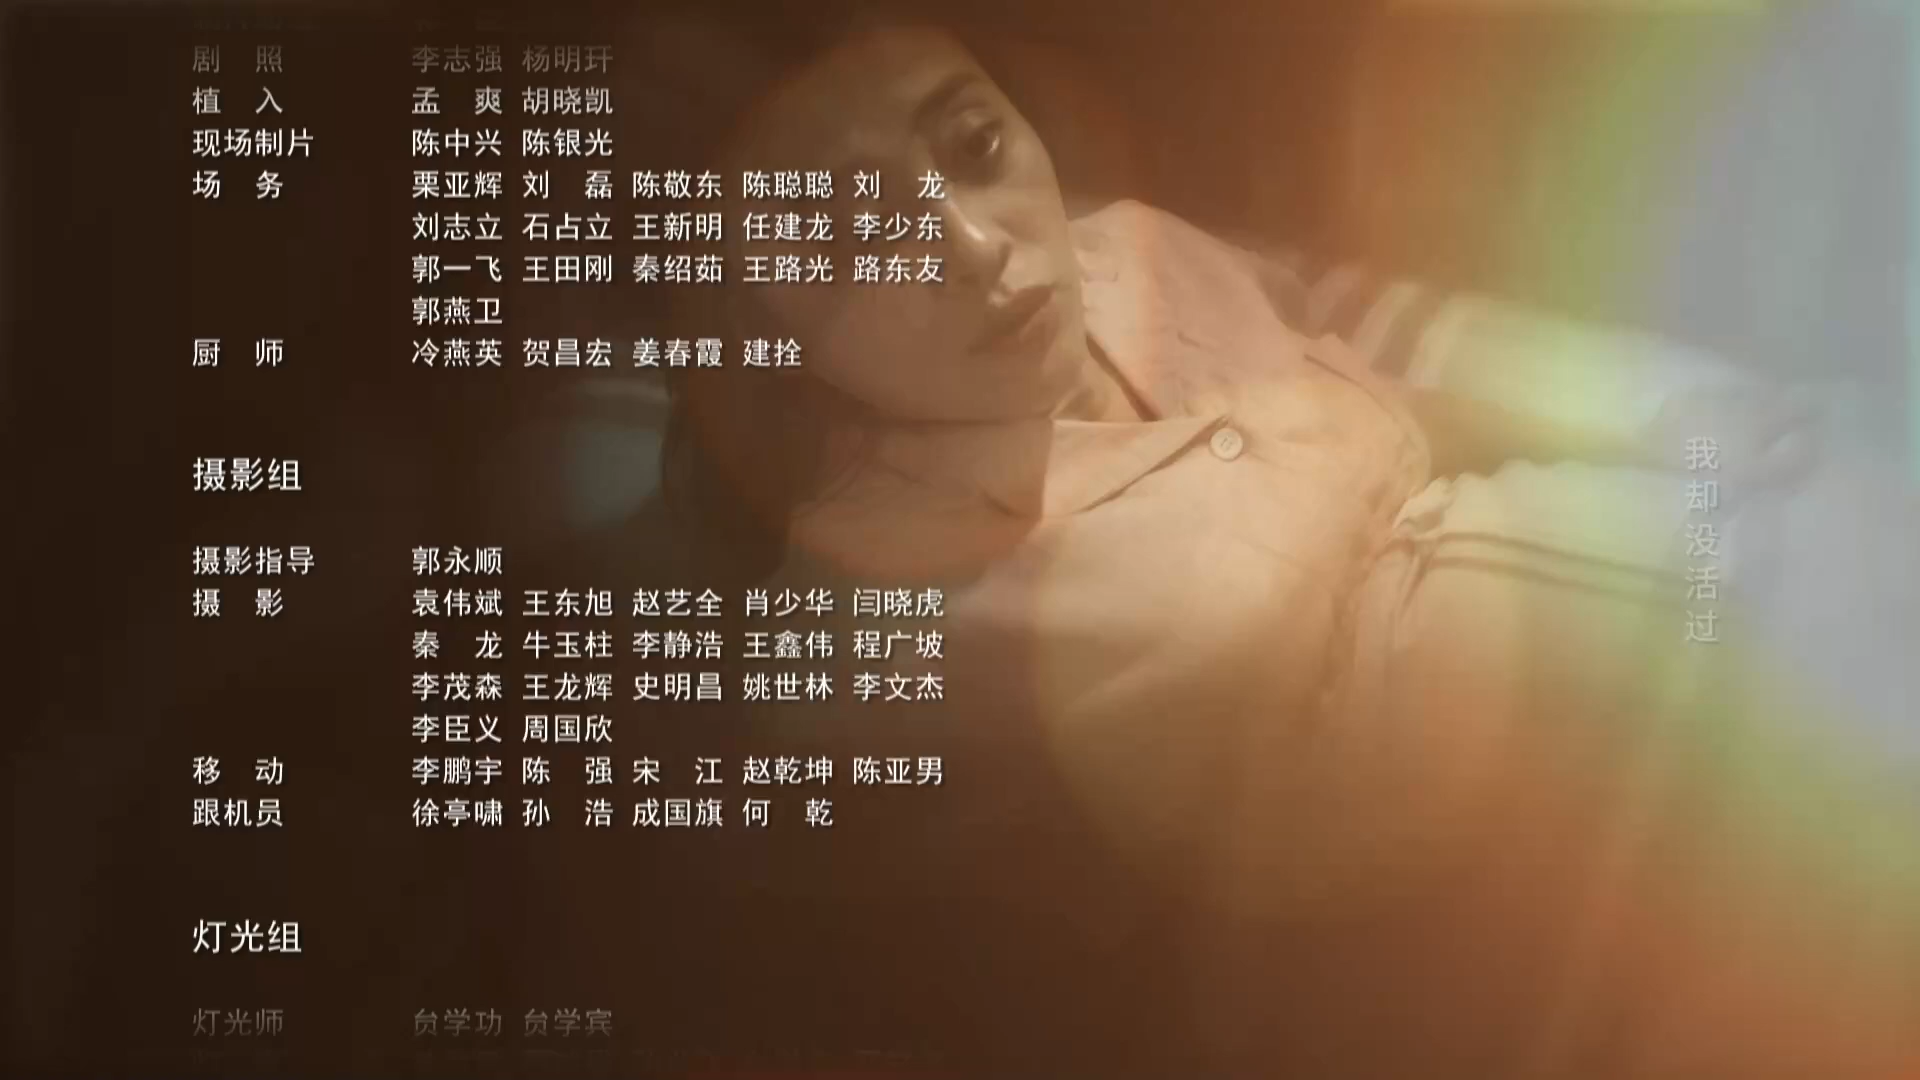 剧 照 李志强 杨明玕
植 入 孟 爽 胡晓凯
现场制片 陈中兴 陈银光
场 务 栗亚辉 刘 磊 陈敬东 陈聪聪 刘 龙
刘志立 石占立 王新明 任建龙 李少东
郭一飞 王田刚 秦绍茹 王路光 路东友
郭燕卫
厨 师 冷燕英 贺昌宏 姜春霞 建拴
摄影组
摄影指导 郭永顺
摄 影 袁伟斌 王东旭 赵艺全 肖少华 闫晓虎
秦 龙 牛玉柱 李静浩 王鑫伟 程广坡
李茂森 王龙辉 史明昌 姚世林 李文杰
李臣义 周国欣
移 动 李鹏宇 陈 强 宋 江 赵乾坤 陈亚男
跟机员 徐亭啸 孙 浩 成国旗 何 乾
灯光组
灯光师 贠学功 贠学宾
我却没活过